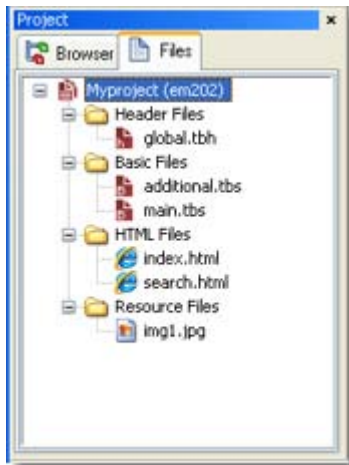 Project
Browser Files
Myproject (em202)
Header Files
global.tbh
Basic Files
additional.tbs
main.tbs
HTML Files
index.html
search.html
Resource Files
img1.jpg